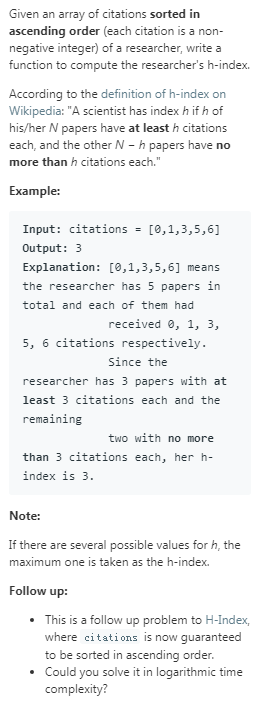 Given an array of citations sorted in
ascending order (each citation is a non-
negative integer) of a researcher, write a
function to compute the researcher's h-index.
According to the definition of h-index on
Wikipedia: "A scientist has index h if h of
his/her N papers have at least h citations
each, and the other N − h papers have no
more than h citations each."
Example:
Input: citations = [0,1,3,5,6]
Output: 3
Explanation: [0,1,3,5,6] means
the researcher has 5 papers in
total and each of them had
received 0, 1, 3,
5, 6 citations respectively.
Since the
researcher has 3 papers with at
least 3 citations each and the
remaining
two with no more
than 3 citations each, her h-
index is 3.
Note:
If there are several possible values for h, the
maximum one is taken as the h-index.
Follow up:
• This is a follow up problem to H-Index,
where citations is now guaranteed
to be sorted in ascending order.
• Could you solve it in logarithmic time
complexity?